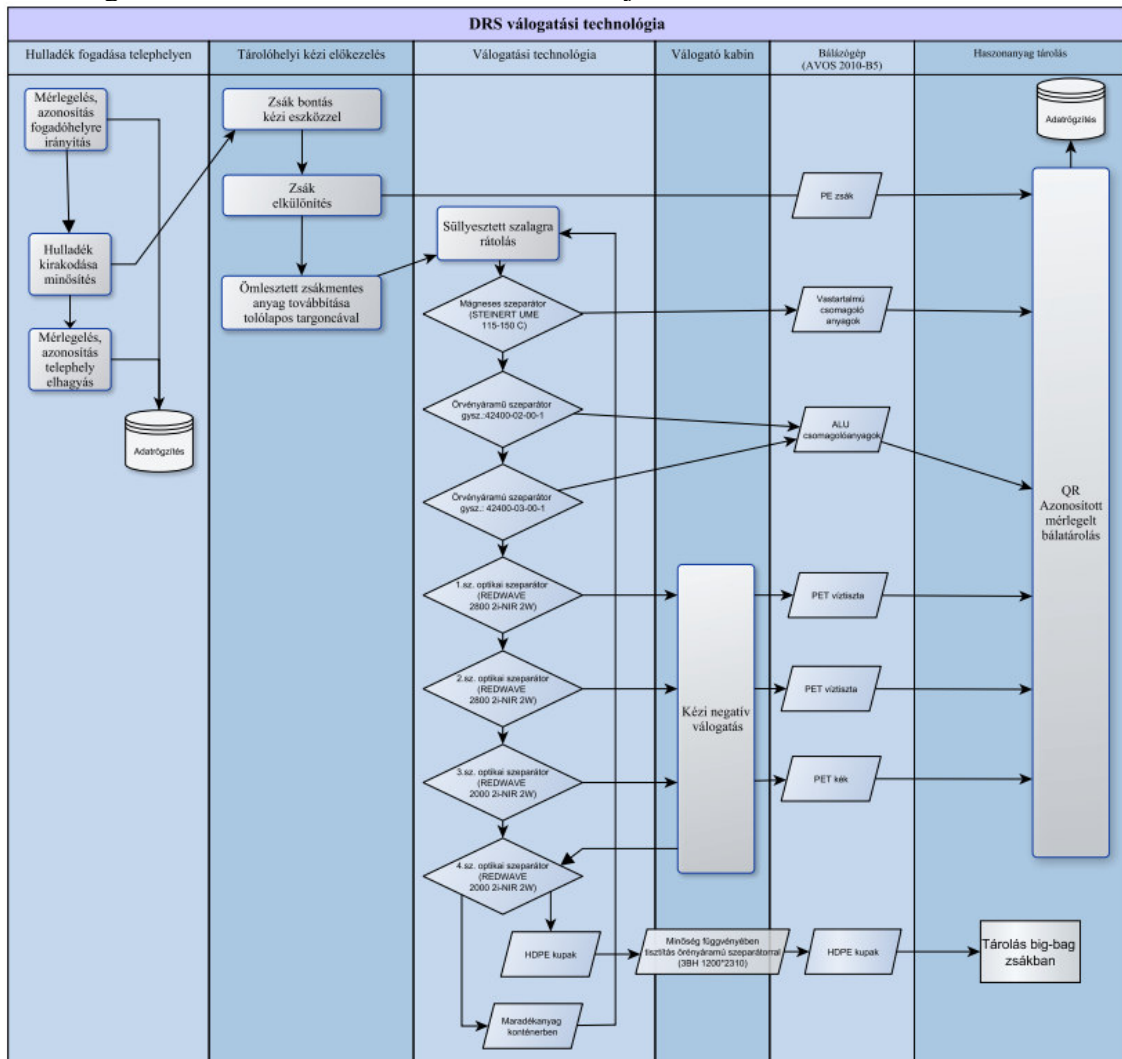 DRS válogatási technológia
Hulladék fogadása telephelyen
Tárolóhelyi kézi előkezelés
Válogatási technológia
Válogató kabin
Bálázógép
(AVOS 2010-B5)
Haszonanyag tárolás
Mérlegelés,
azonosítás
fogadóhelyre
irányítás
Hulladék
kirakodása
minősítés
Mérlegelés,
azonosítás
telephely
elhagyás
Adatrögzítés
Zsák bontás
kézi eszközzel
Zsák
elkülönítés
Ömlesztett zsákmentes
anyag továbbítása
tolólapos targoncával
Süllyesztett szalagra
rátolás
Mágneses szeparátor
(STEINERT UME
115-150 C)
Örvényáramű szeparátor
gysz.:42400-02-00-1
Örvényáramú szeparátor
gysz.: 42400-03-00-1
1.sz. optikai szeparátor
(REDWAVE
2800 2i-NIR 2W)
2.sz. optikai szeparátor
(REDWAVE
2800 2i-NIR 2W)
3.sz. optikai szeparátor
(REDWAVE
2000 2i-NIR 2W)
4.sz. optikai szeparátor
(REDWAVE
2000 2i-NIR 2W)
HDPE kupak
Maradékanyag
konténerben
Kézi negatív
válogatás
Minőség függvényében
tisztítás örényáramú szeparátorral
(3BH 1200*2310)
PE zsák
Vastartalmú
csomagoló
anyagok
ALU
csomagolóanyagok
PET víztiszta
PET víztiszta
PET kék
HDPE kupak
Adatrögzítés
QR
Azonosított
mérlegelt
bálatárolás
Tárolás big-bag
zsákban